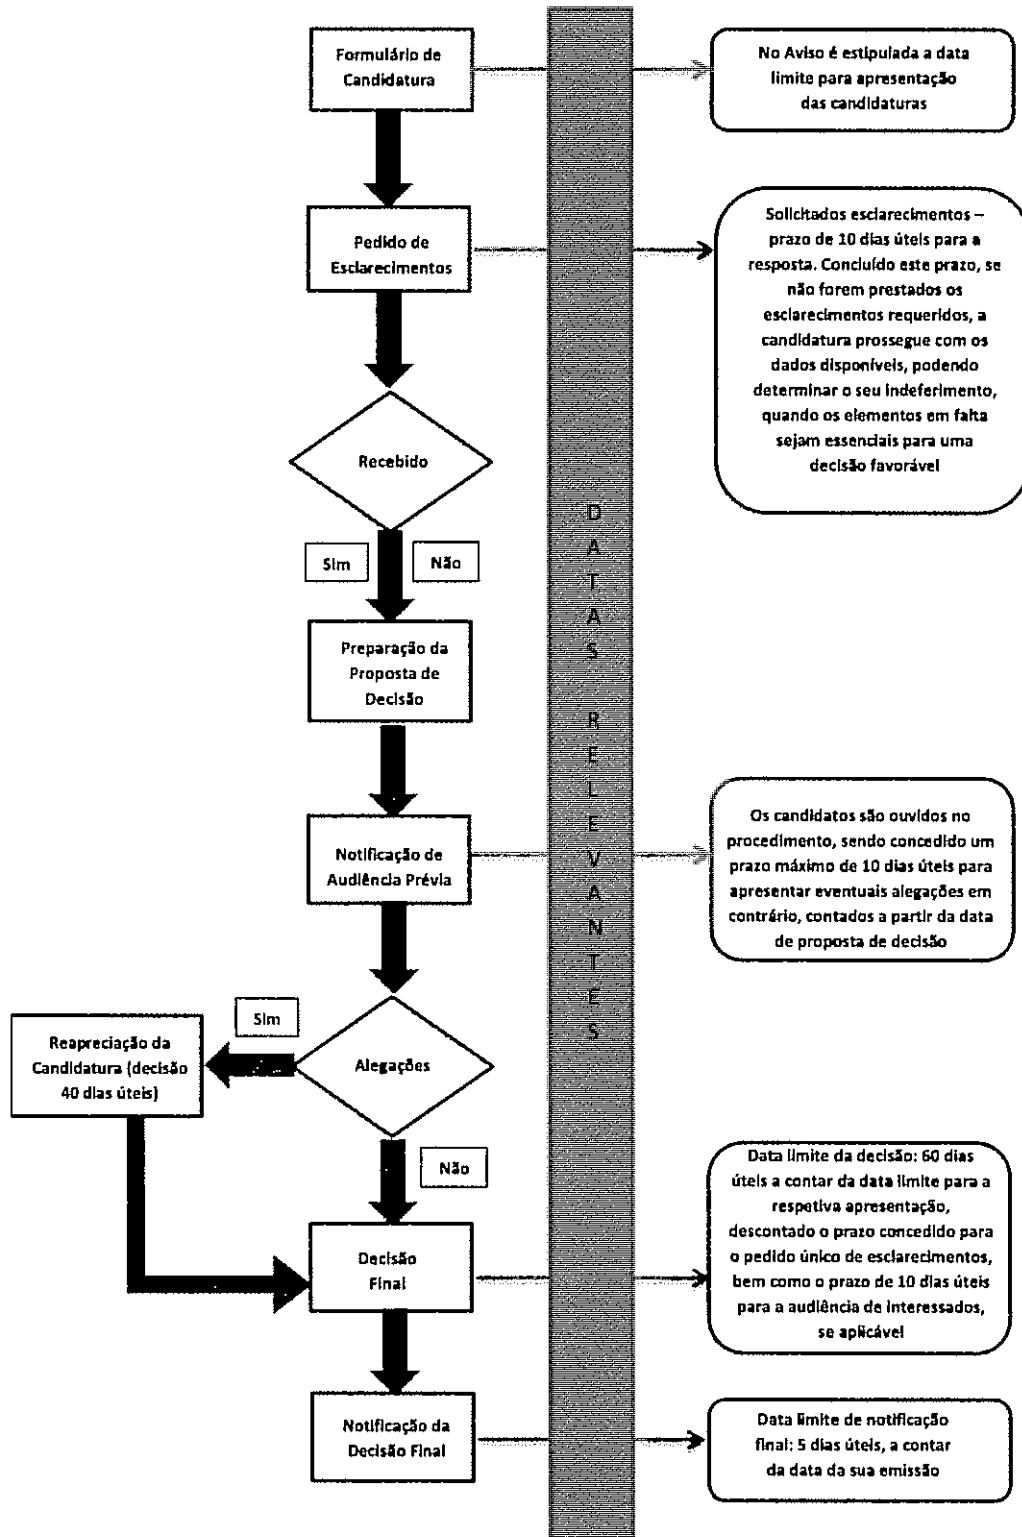 Formulário de
Candidatura
No Aviso é estipulada a data
limite para apresentação
das candidaturas
Pedido de
Esclarecimentos
Solicitados esclarecimentos –
prazo de 10 dias úteis para a
resposta. Concluído este prazo, se
não forem prestados os
esclarecimentos requeridos, a
candidatura prossegue com os
dados disponíveis, podendo
determinar o seu indeferimento,
quando os elementos em falta
sejam essenciais para uma
decisão favorável
Recebido
Sim
Não
Preparação da
Proposta de
Decisão
DATAS RELEVANTES
Notificação de
Audiência Prévia
Os candidatos são ouvidos no
procedimento, sendo concedido um
prazo máximo de 10 dias úteis para
apresentar eventuais alegações em
contrário, contados a partir da data
de proposta de decisão
Alegações
Sim
Reapreciação da
Candidatura (decisão
40 dias úteis)
Não
Decisão
Final
Data limite da decisão: 60 dias
úteis a contar da data limite para a
respetiva apresentação,
descontado o prazo concedido para
o pedido único de esclarecimentos,
bem como o prazo de 10 dias úteis
para a audiência de interessados,
se aplicável
Notificação da
Decisão Final
Data limite de notificação
final: 5 dias úteis, a contar
da data da sua emissão